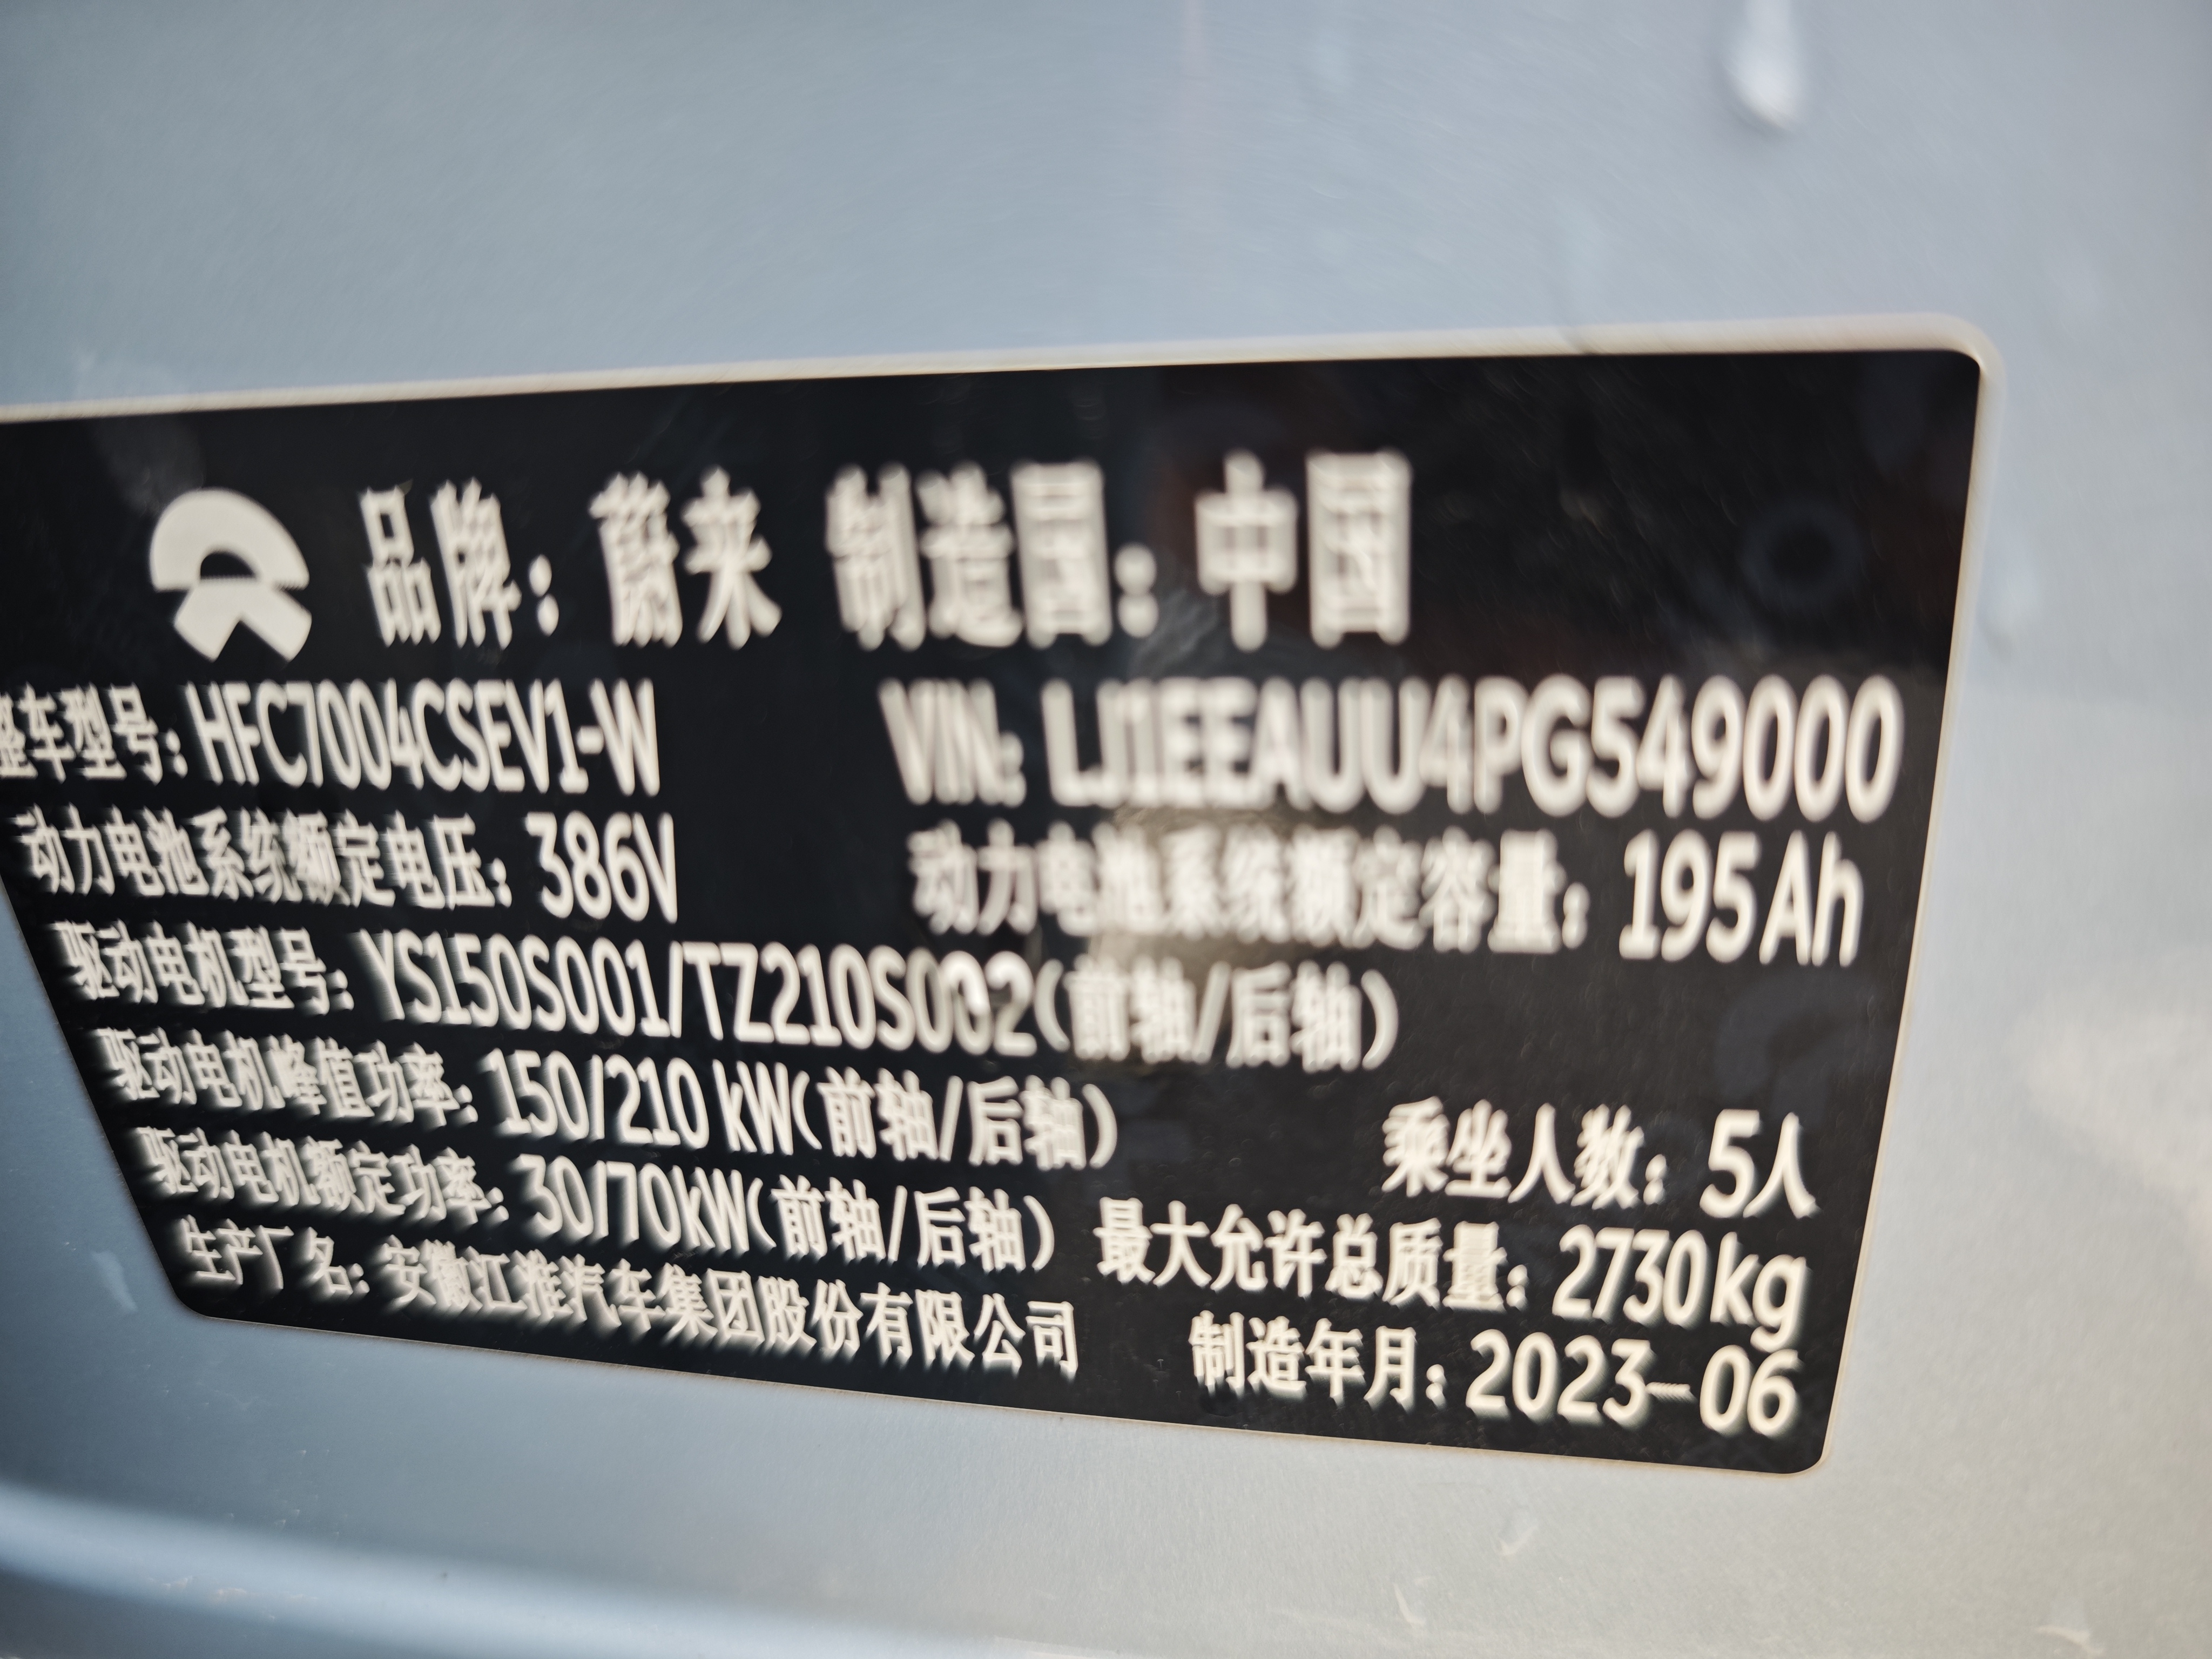 品牌：蔚来 制造国：中国
整车型号：HFC7004CSEV1-W VIN：LJ1EEAUU4PG549000
动力电池系统额定电压：386V 动力电池系统额定容量：195Ah
驱动电机型号：YS150S001/TZ210S002(前轴/后轴)
驱动电机峰值功率：150/210 kW(前轴/后轴) 乘坐人数：5人
驱动电机额定功率：30/70kW(前轴/后轴) 最大允许总质量：2730kg
生产厂名：安徽江淮汽车集团股份有限公司 制造年月：2023-06